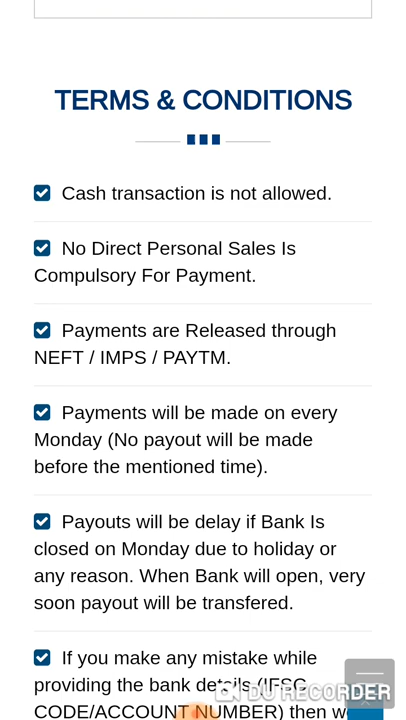 TERMS & CONDITIONS
Cash transaction is not allowed.
No Direct Personal Sales Is
Compulsory For Payment.
Payments are Released through
NEFT / IMPS / PAYTM.
Payments will be made on every
Monday (No payout will be made
before the mentioned time).
Payouts will be delay if Bank Is
closed on Monday due to holiday or
any reason. When Bank will open, very
soon payout will be transfered.
If you make any mistake while
providing the bank details (IFSC
CODE/ACCOUNT NUMBER) then
DU RECORDER